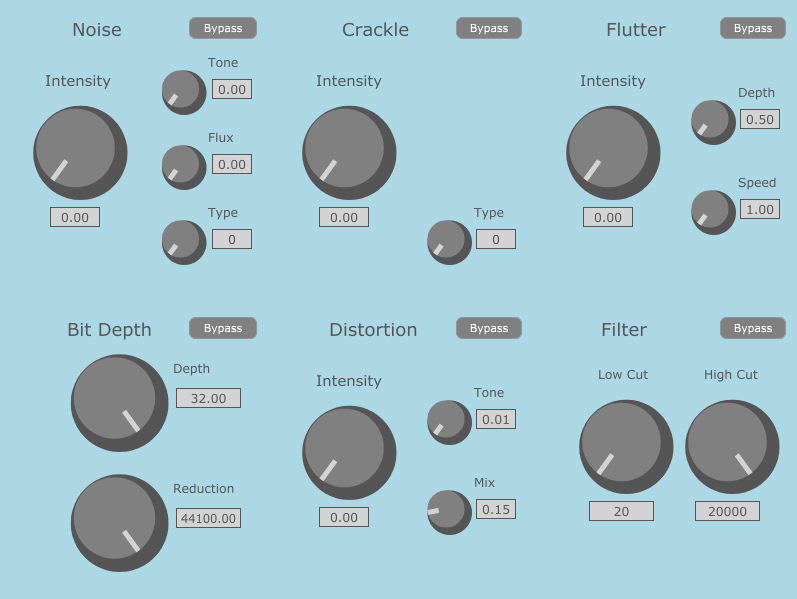 Noise
Bypass
Intensity
0.00
Tone
0.00
Flux
0.00
Type
0
Crackle
Bypass
Intensity
0.00
Type
0
Flutter
Bypass
Intensity
0.00
Depth
0.50
Speed
1.00
Bit Depth
Bypass
Depth
32.00
Reduction
44100.00
Distortion
Bypass
Intensity
0.00
Tone
0.01
Mix
0.15
Filter
Bypass
Low Cut
20
High Cut
20000